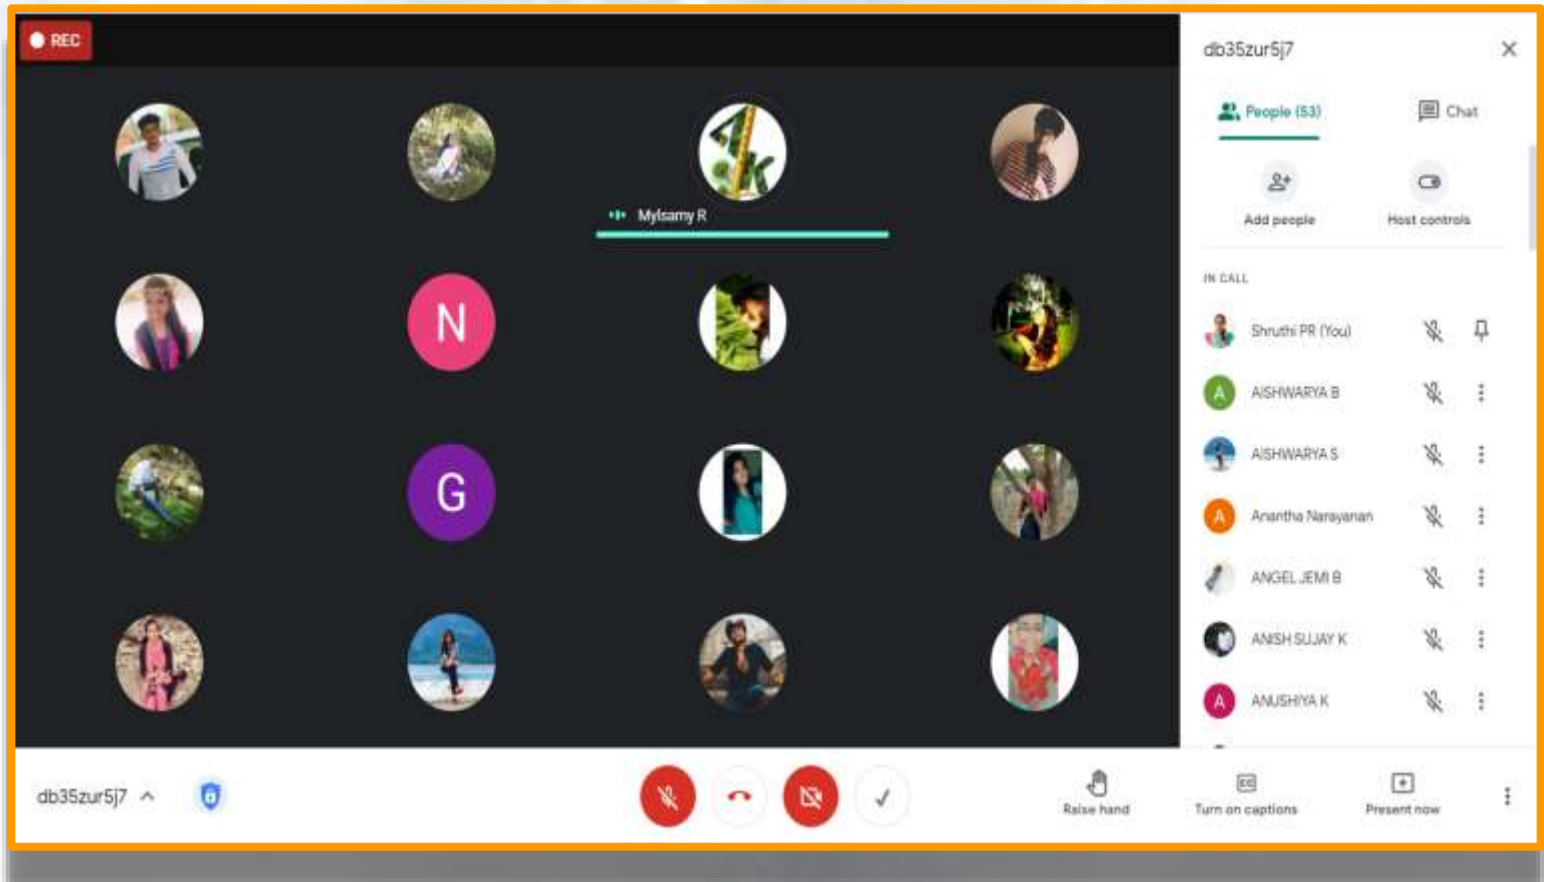 REC
Mylsamy R
N
G
db35zur5j7
People (53)
Chat
Add people
Host controls
IN CALL
Shruthi PR (You)
A
AISHWARYA B
AISHWARYA S
A
Anantha Narayanan
ANGEL JEMI B
ANISH SUJAY K
A
ANUSHIYA K
db35zur5j7
Raise hand
CC
Turn on captions
Present now